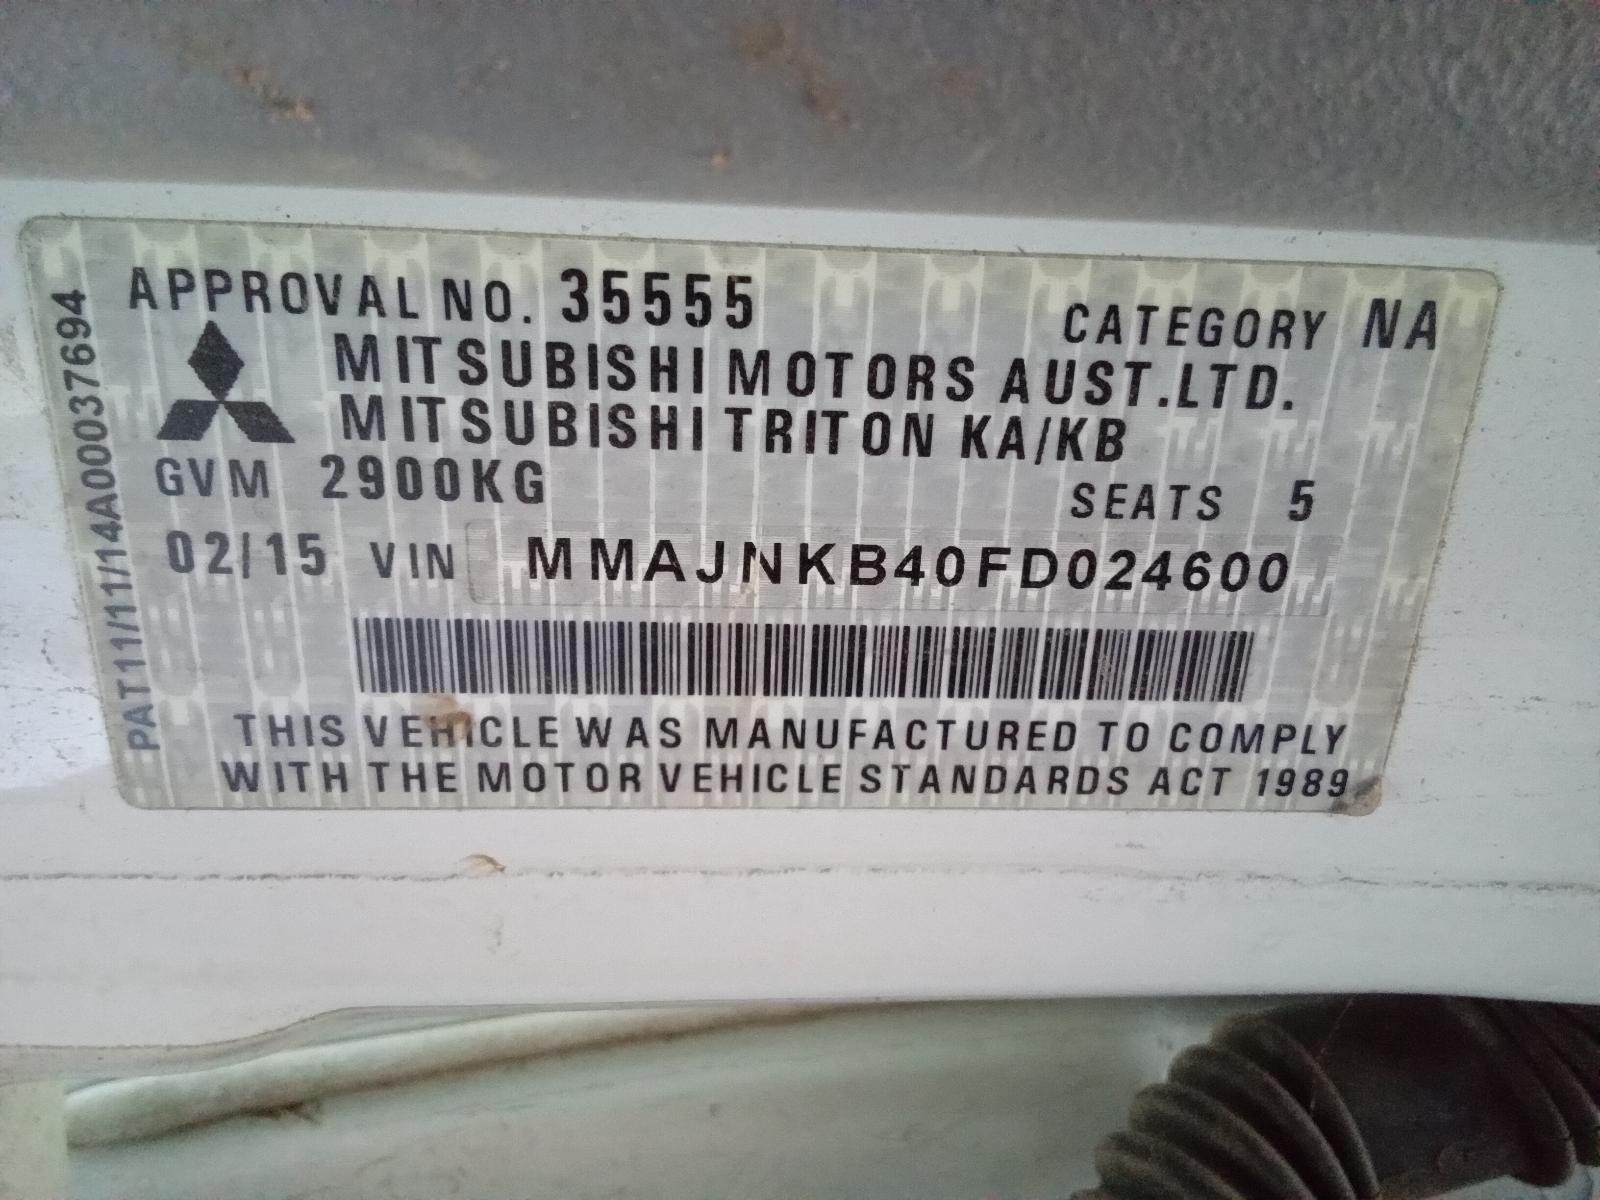 APPROVAL NO. 35555 CATEGORY NA
MITSUBISHI MOTORS AUST.LTD.
MITSUBISHI TRITON KA/KB
GVM 2900KG SEATS 5
02/15 VIN MMAJNKB40FD024600
THIS VEHICLE WAS MANUFACTURED TO COMPLY
WITH THE MOTOR VEHICLE STANDARDS ACT 1989
PAT11/11/14A00037694